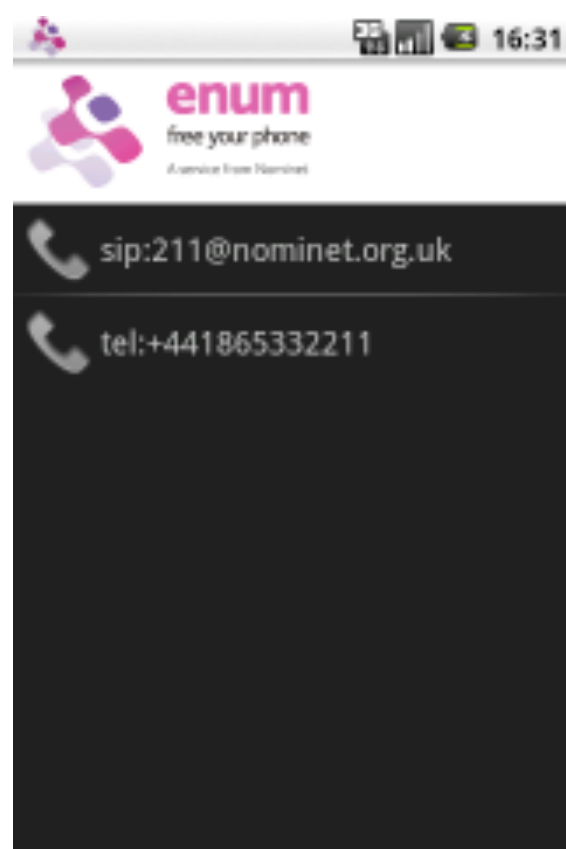 16:31
enum
free your phone
A service from Nominet
sip:211@nominet.org.uk
tel:+441865332211